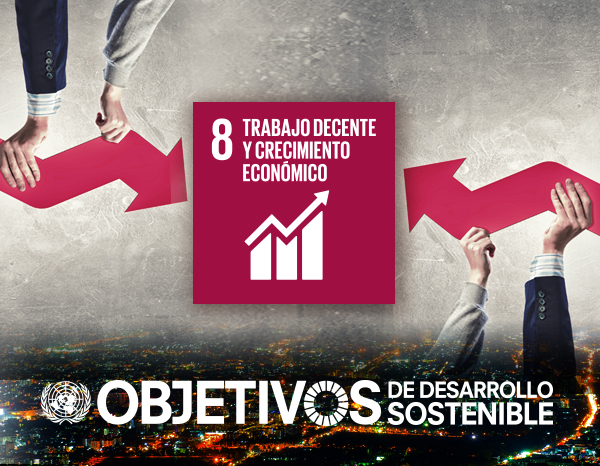 8 TRABAJO DECENTE
Y CRECIMIENTO
ECONÓMICO
OBJETIVOS DE DESARROLLO
SOSTENIBLE